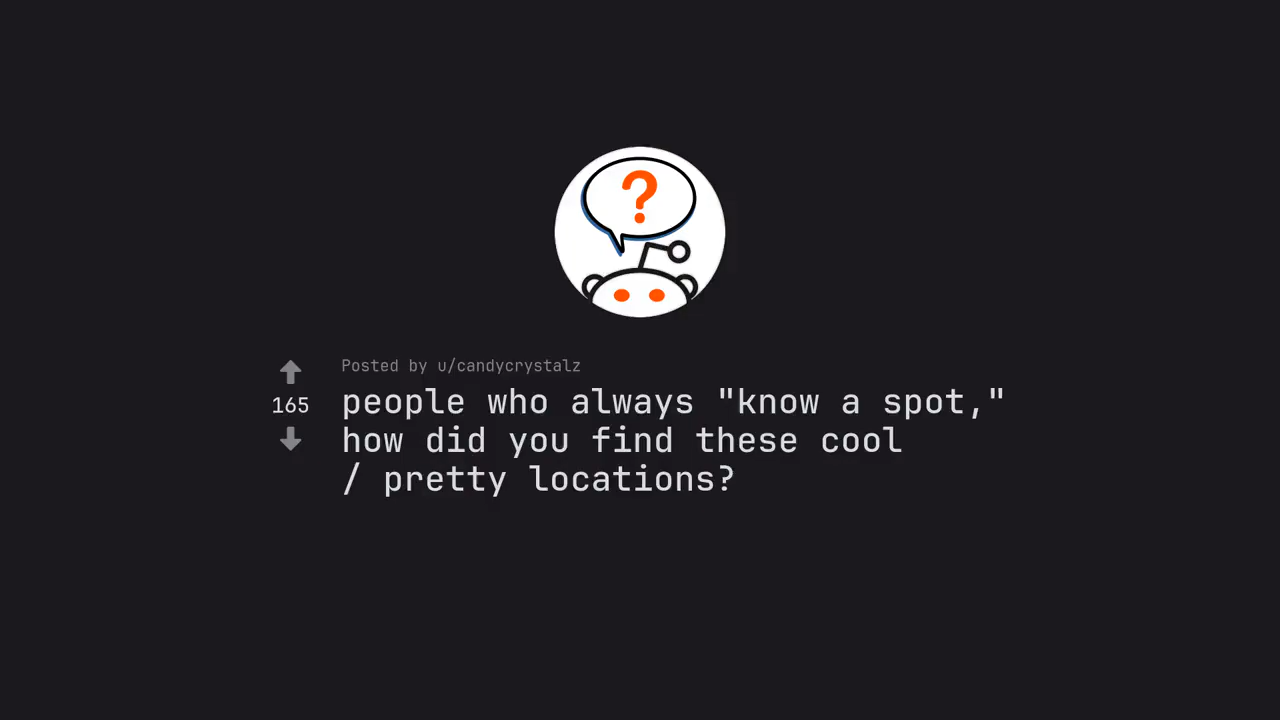 ?
Posted by u/candycrystalz
165
people who always "know a spot,"
how did you find these cool
/ pretty locations?